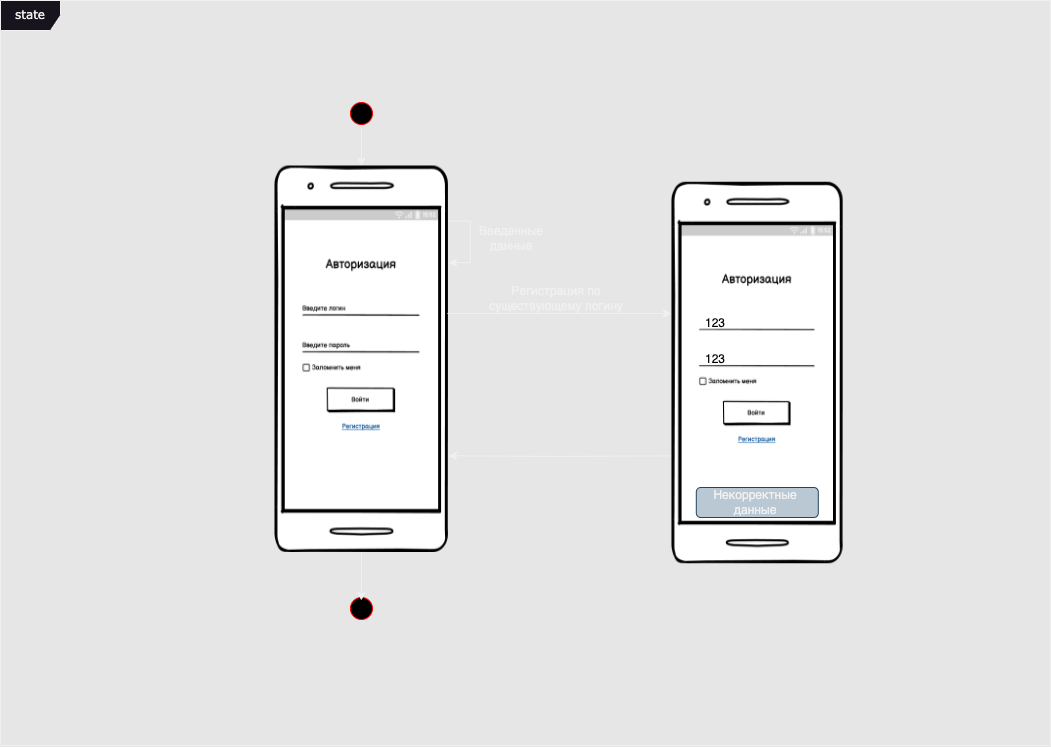 state
Авторизация
Введите логин
Введите пароль
Запомнить меня
Войти
Регистрация
Введанные
данные
Регистрация по
существующему логину
Авторизация
123
123
Запомнить меня
Войти
Регистрация
Некорректные
данные